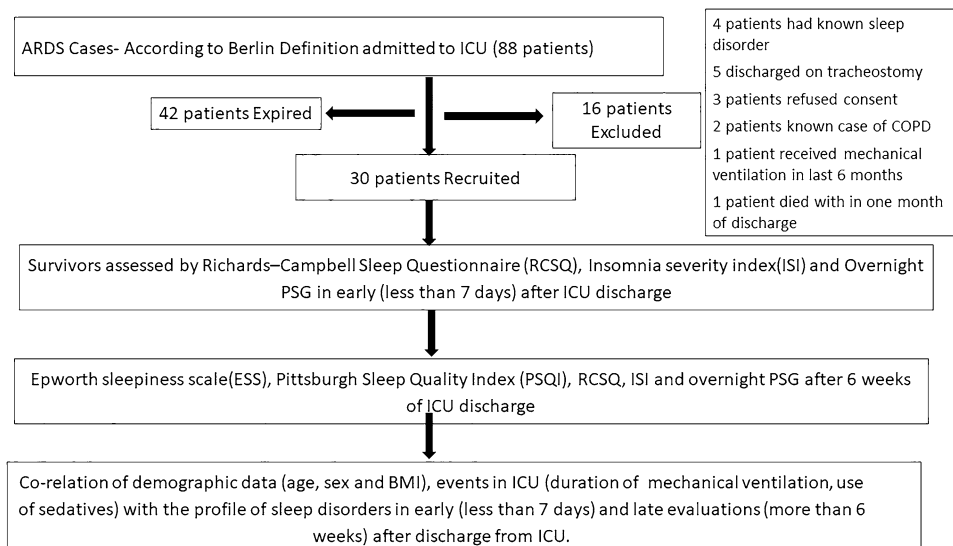 ARDS Cases- According to Berlin Definition admitted to ICU (88 patients)
42 patients Expired
16 patients
Excluded
4 patients had known sleep
disorder
5 discharged on tracheostomy
3 patients refused consent
2 patients known case of COPD
1 patient received mechanical
ventilation in last 6 months
1 patient died with in one month
of discharge
30 patients Recruited
Survivors assessed by Richards–Campbell Sleep Questionnaire (RCSQ), Insomnia severity index(ISI) and Overnight
PSG in early (less than 7 days) after ICU discharge
Epworth sleepiness scale(ESS), Pittsburgh Sleep Quality Index (PSQI), RCSQ, ISI and overnight PSG after 6 weeks
of ICU discharge
Co-relation of demographic data (age, sex and BMI), events in ICU (duration of mechanical ventilation, use
of sedatives) with the profile of sleep disorders in early (less than 7 days) and late evaluations (more than 6
weeks) after discharge from ICU.